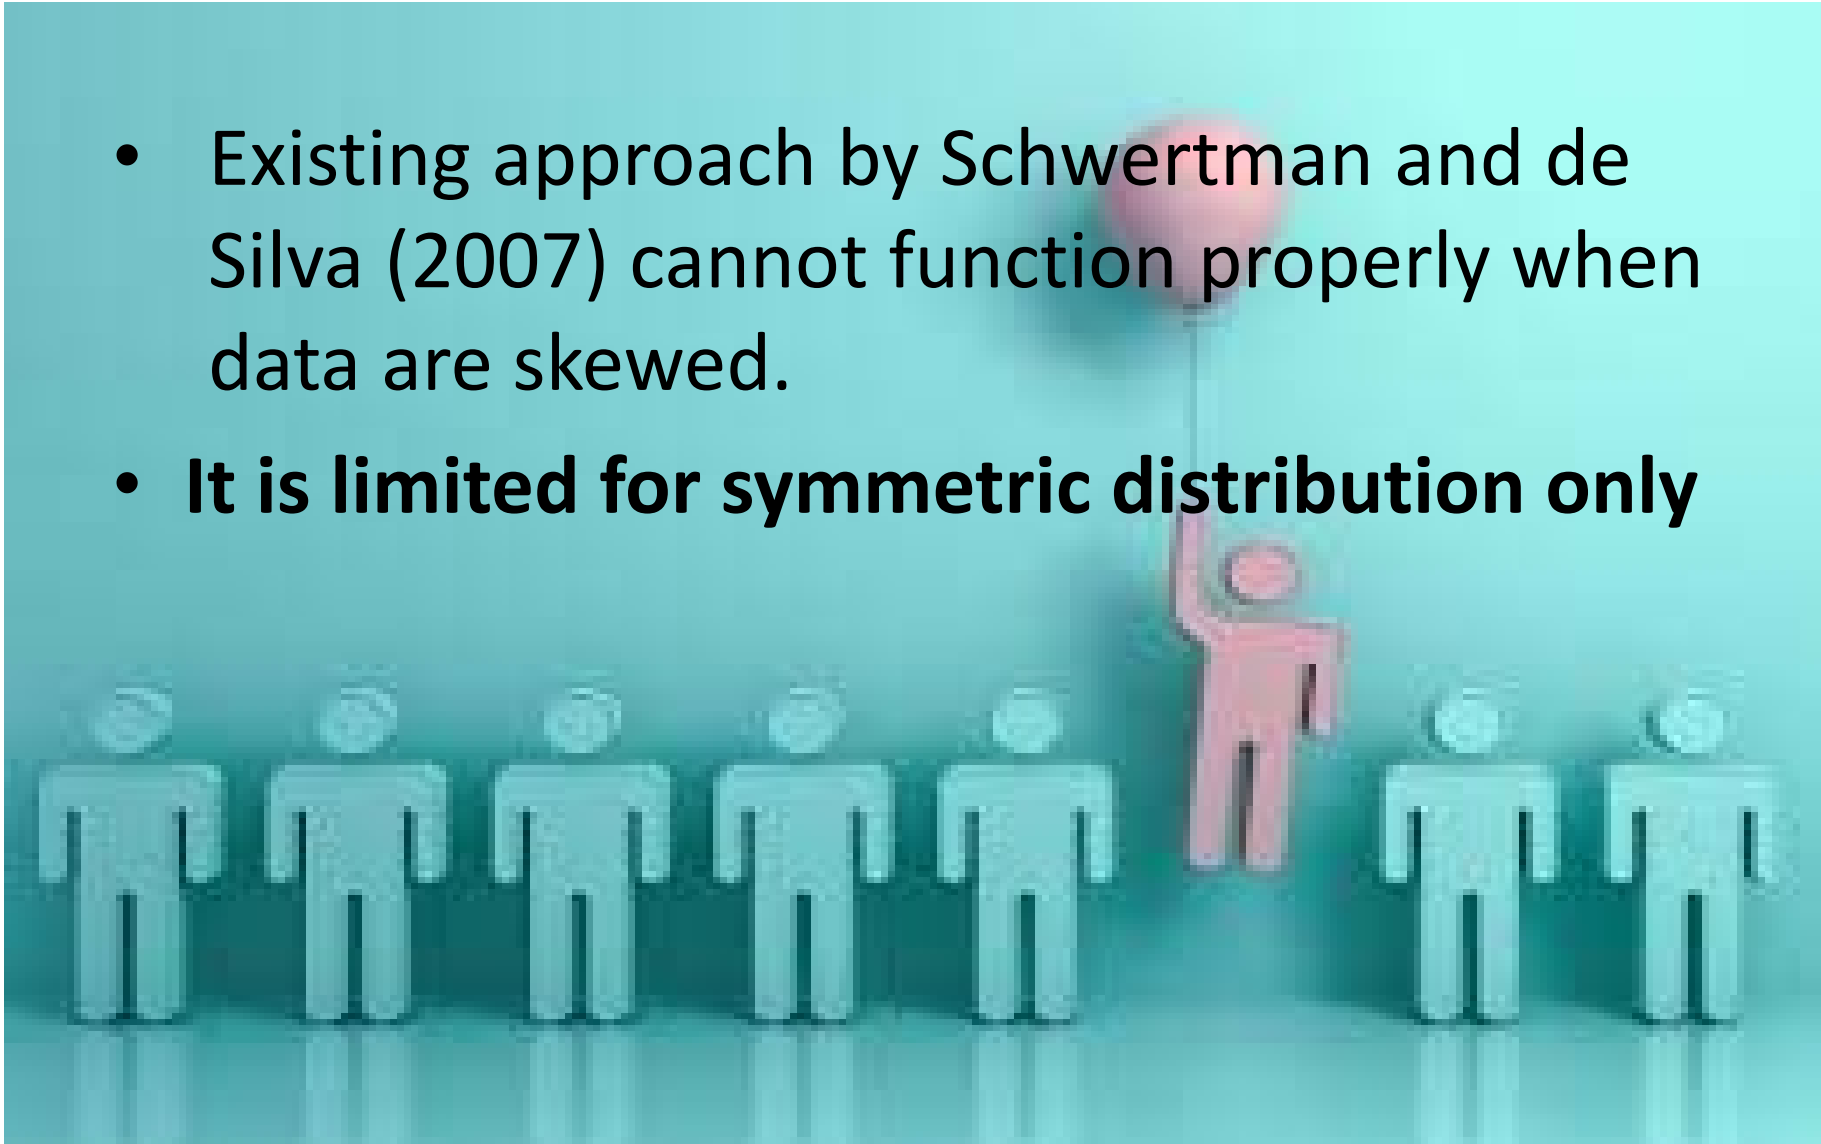 • Existing approach by Schwertman and de
Silva (2007) cannot function properly when
data are skewed.
• It is limited for symmetric distribution only